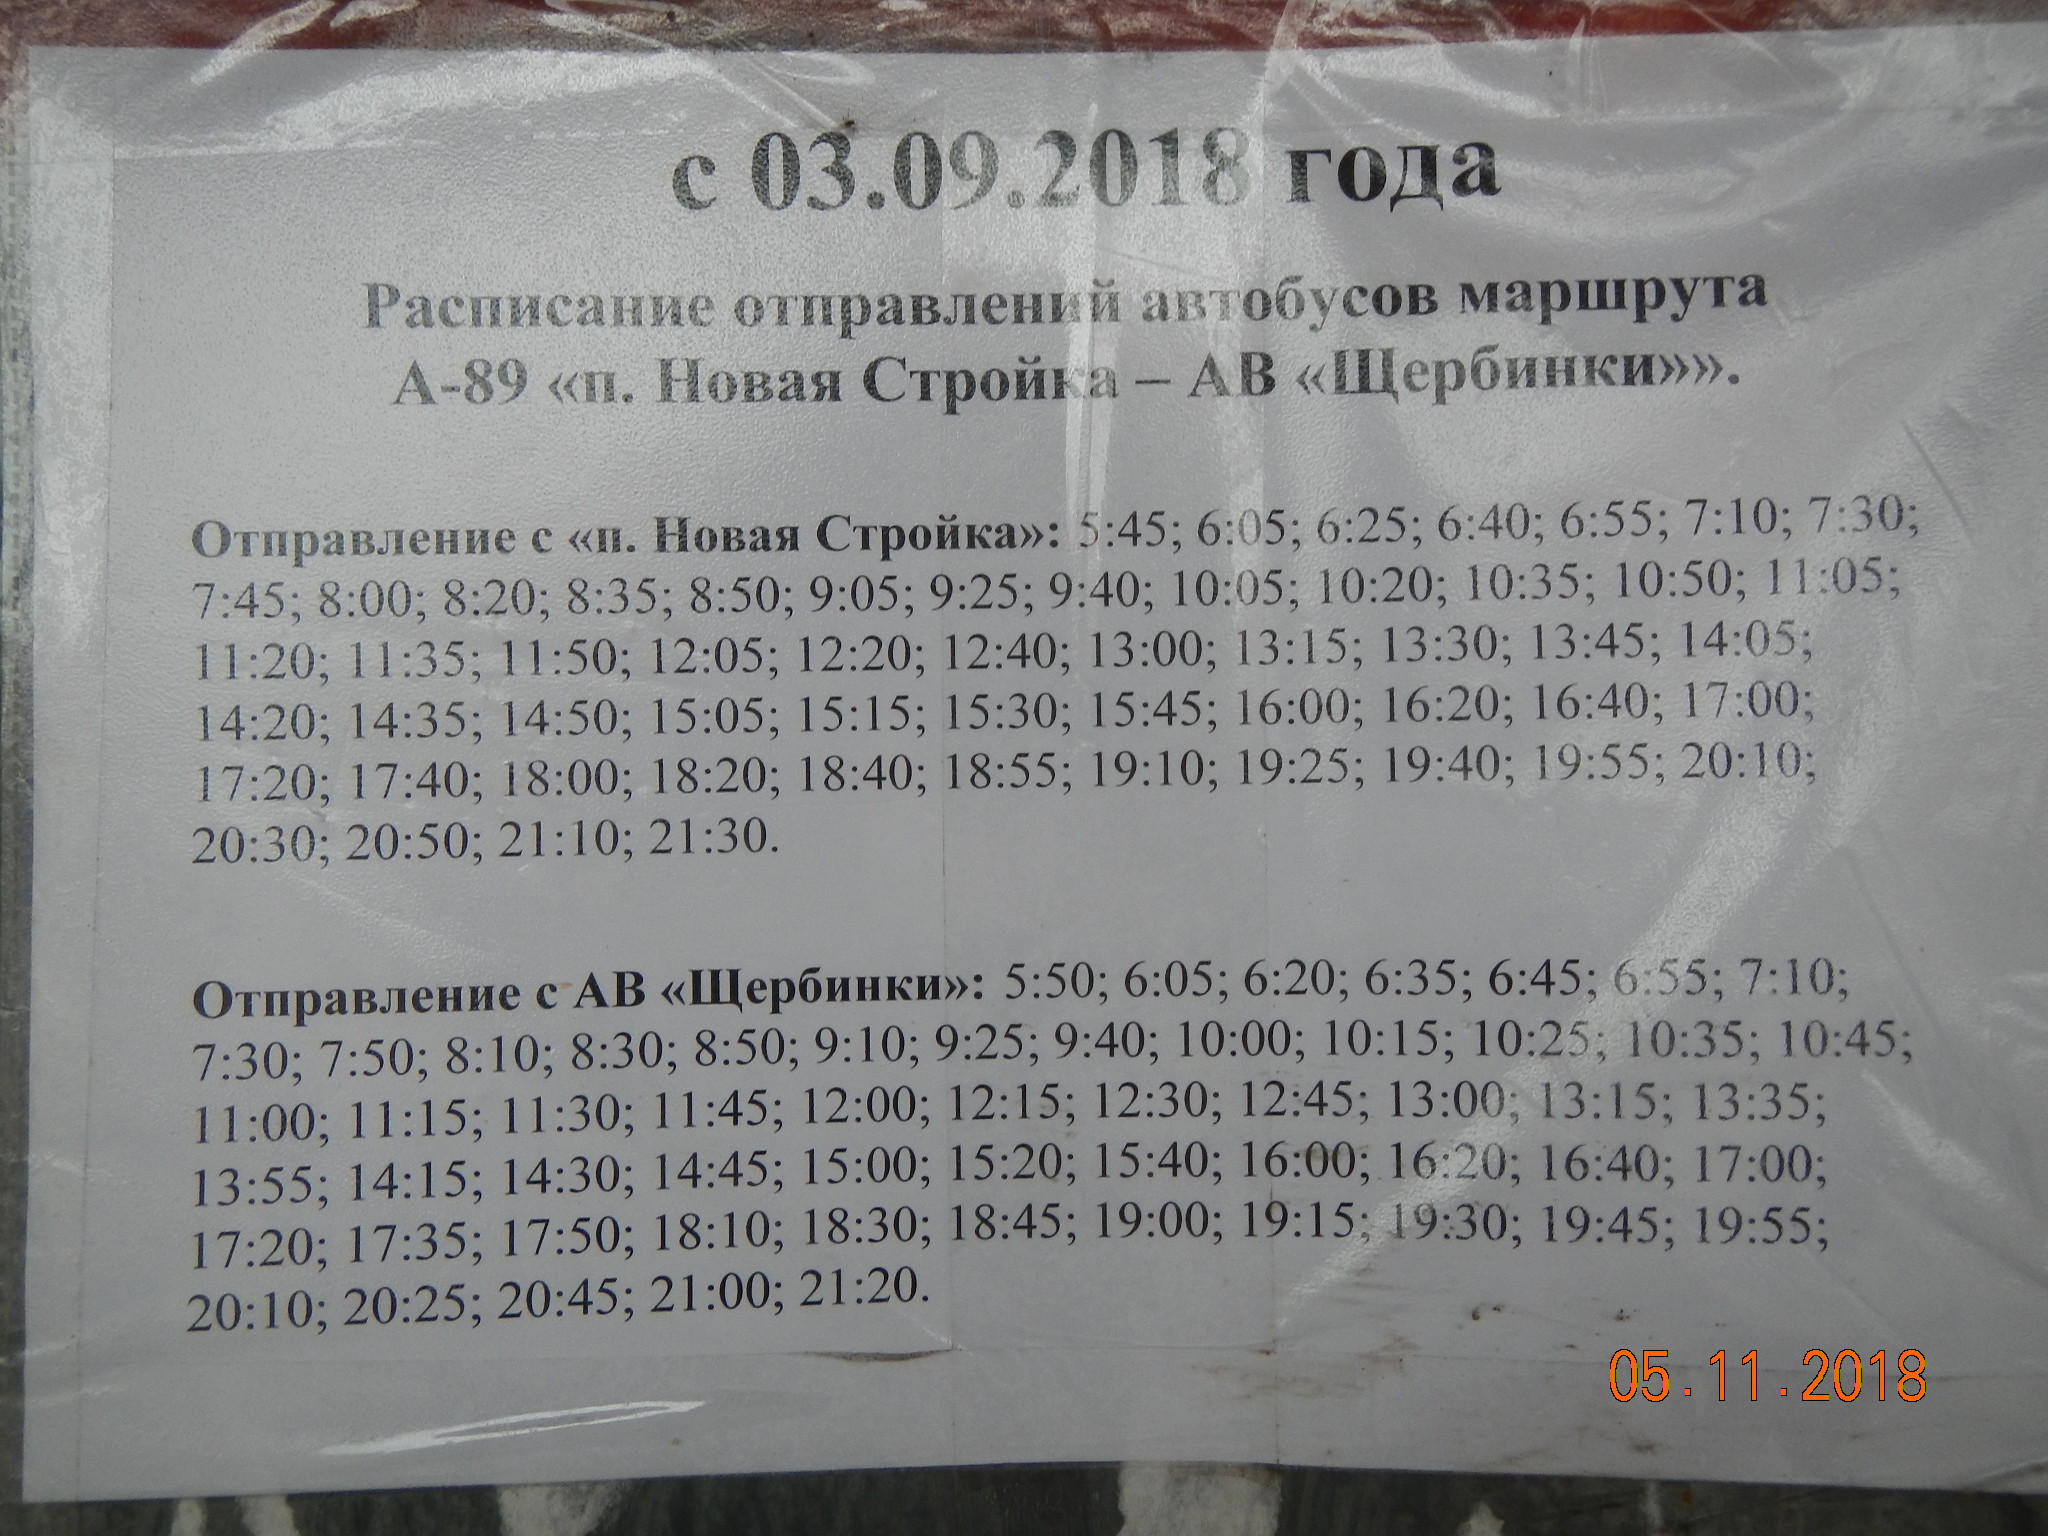 с 03.09.2018 года
Расписание отправлений автобусов маршрута
А-89 «п. Новая Стройка – АВ «Щербинки»».
Отправление с «п. Новая Стройка»: 5:45; 6:05; 6:25; 6:40; 6:55; 7:10; 7:30;
7:45; 8:00; 8:20; 8:35; 8:50; 9:05; 9:25; 9:40; 10:05; 10:20; 10:35; 10:50; 11:05;
11:20; 11:35; 11:50; 12:05; 12:20; 12:40; 13:00; 13:15; 13:30; 13:45; 14:05;
14:20; 14:35; 14:50; 15:05; 15:15; 15:30; 15:45; 16:00; 16:20; 16:40; 17:00;
17:20; 17:40; 18:00; 18:20; 18:40; 18:55; 19:10; 19:25; 19:40; 19:55; 20:10;
20:30; 20:50; 21:10; 21:30.
Отправление с АВ «Щербинки»: 5:50; 6:05; 6:20; 6:35; 6:45; 6:55; 7:10;
7:30; 7:50; 8:10; 8:30; 8:50; 9:10; 9:25; 9:40; 10:00; 10:15; 10:25; 10:35; 10:45;
11:00; 11:15; 11:30; 11:45; 12:00; 12:15; 12:30; 12:45; 13:00; 13:15; 13:35;
13:55; 14:15; 14:30; 14:45; 15:00; 15:20; 15:40; 16:00; 16:20; 16:40; 17:00;
17:20; 17:35; 17:50; 18:10; 18:30; 18:45; 19:00; 19:15; 19:30; 19:45; 19:55;
20:10; 20:25; 20:45; 21:00; 21:20.
05.11.2018